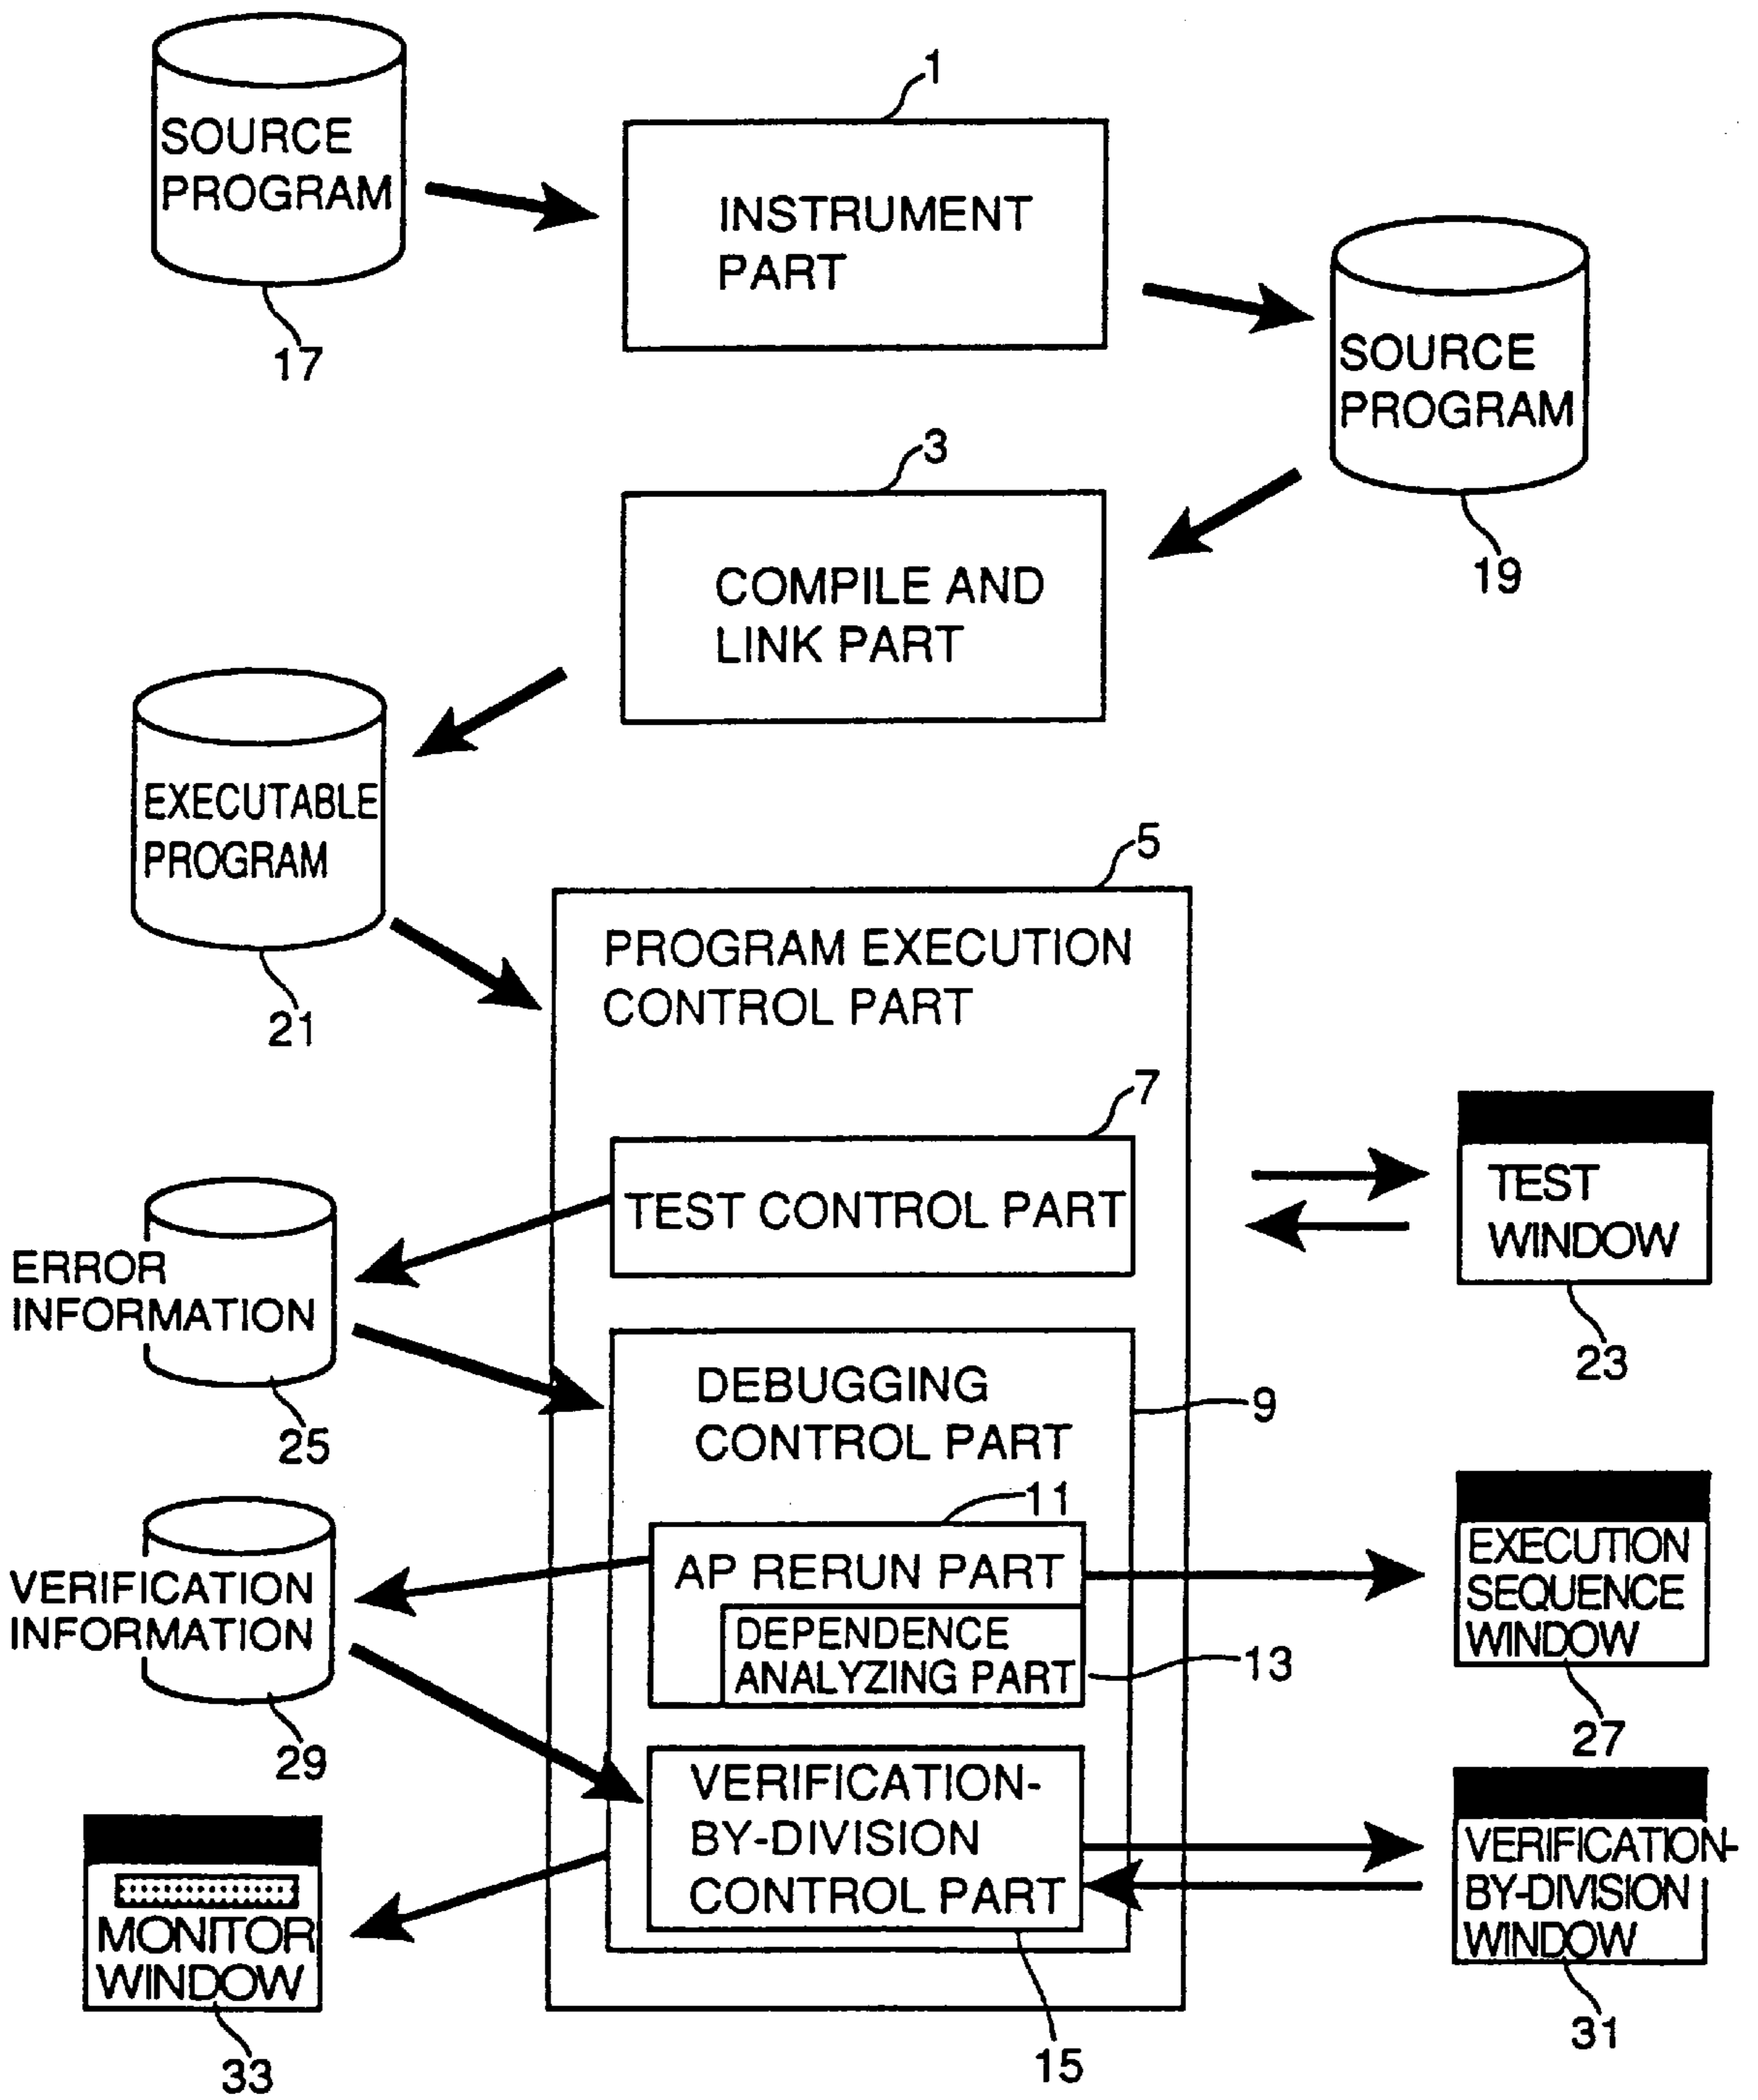 1
SOURCE
PROGRAM
INSTRUMENT
PART
17
SOURCE
PROGRAM
3
19
COMPILE AND
LINK PART
EXECUTABLE
PROGRAM
5
21
PROGRAM EXECUTION
CONTROL PART
7
TEST CONTROL PART
TEST
WINDOW
23
ERROR
INFORMATION
25
DEBUGGING
CONTROL PART
9
11
AP RERUN PART
DEPENDENCE
ANALYZING PART
13
EXECUTION
SEQUENCE
WINDOW
27
VERIFICATION
INFORMATION
29
VERIFICATION-
BY-DIVISION
CONTROL PART
15
VERIFICATION-
BY-DIVISION
WINDOW
31
MONITOR
WINDOW
33